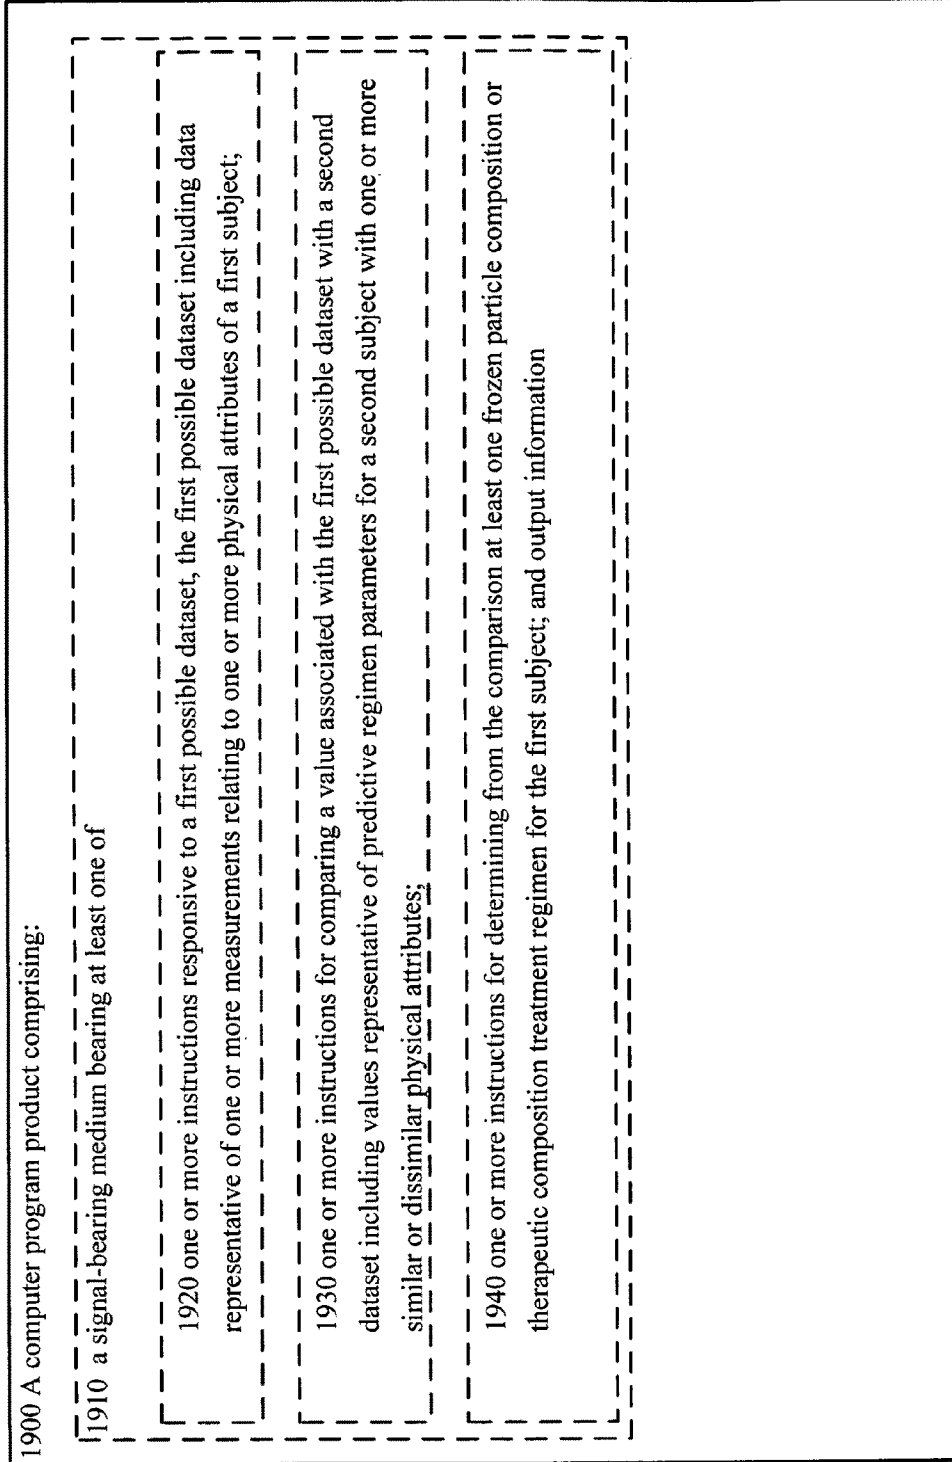 1900 A computer program product comprising:
1910 a signal-bearing medium bearing at least one of
1920 one or more instructions responsive to a first possible dataset, the first possible dataset including data
representative of one or more measurements relating to one or more physical attributes of a first subject;
1930 one or more instructions for comparing a value associated with the first possible dataset with a second
dataset including values representative of predictive regimen parameters for a second subject with one or more
similar or dissimilar physical attributes;
1940 one or more instructions for determining from the comparison at least one frozen particle composition or
therapeutic composition treatment regimen for the first subject; and output information